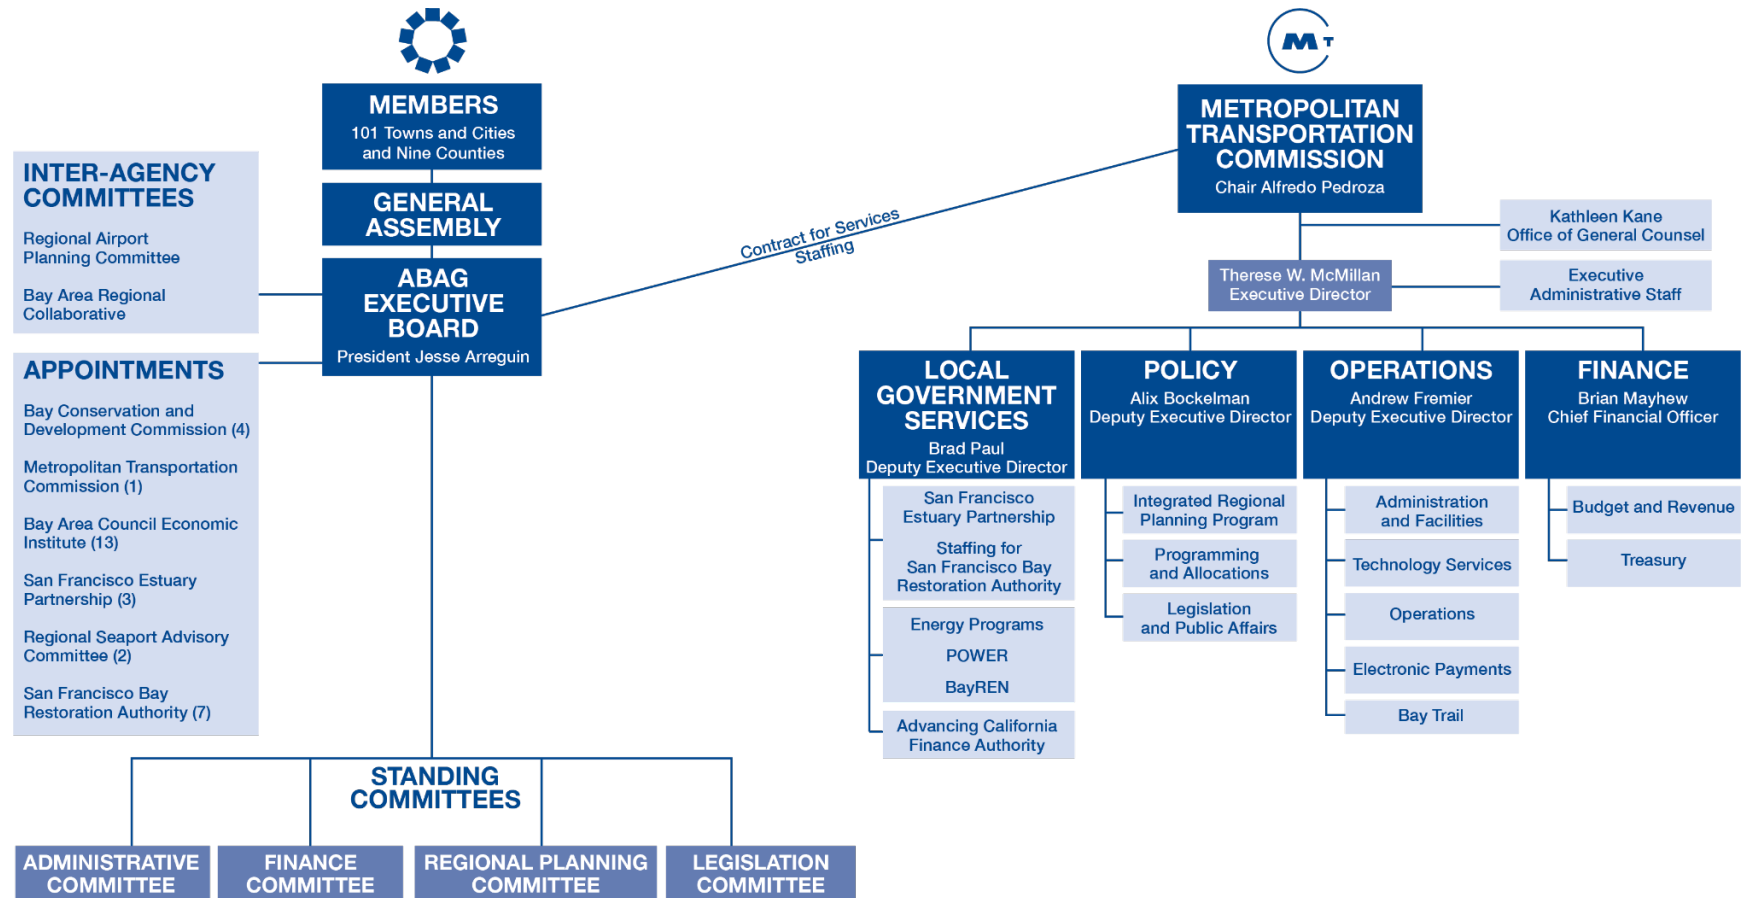 MEMBERS
101 Towns and Cities
and Nine Counties
GENERAL
ASSEMBLY
ABAG
EXECUTIVE
BOARD
President Jesse Arreguin
INTER-AGENCY
COMMITTEES
Regional Airport
Planning Committee
Bay Area Regional
Collaborative
APPOINTMENTS
Bay Conservation and
Development Commission (4)
Metropolitan Transportation
Commission (1)
Bay Area Council Economic
Institute (13)
San Francisco Estuary
Partnership (3)
Regional Seaport Advisory
Committee (2)
San Francisco Bay
Restoration Authority (7)
STANDING
COMMITTEES
ADMINISTRATIVE
COMMITTEE
FINANCE
COMMITTEE
REGIONAL PLANNING
COMMITTEE
LEGISLATION
COMMITTEE
Contract for Services
Staffing
M T
METROPOLITAN
TRANSPORTATION
COMMISSION
Chair Alfredo Pedroza
Kathleen Kane
Office of General Counsel
Therese W. McMillan
Executive Director
Executive
Administrative Staff
LOCAL
GOVERNMENT
SERVICES
Brad Paul
Deputy Executive Director
San Francisco
Estuary Partnership
Staffing for
San Francisco Bay
Restoration Authority
Energy Programs
POWER
BayREN
Advancing California
Finance Authority
POLICY
Alix Bockelman
Deputy Executive Director
Integrated Regional
Planning Program
Programming
and Allocations
Legislation
and Public Affairs
OPERATIONS
Andrew Fremier
Deputy Executive Director
Administration
and Facilities
Technology Services
Operations
Electronic Payments
Bay Trail
FINANCE
Brian Mayhew
Chief Financial Officer
Budget and Revenue
Treasury